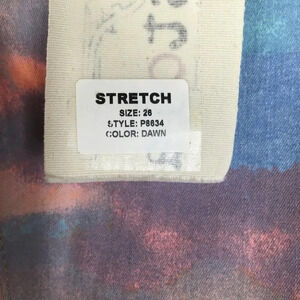 STRETCH
SIZE: 26
STYLE: P8634
COLOR: DAWN